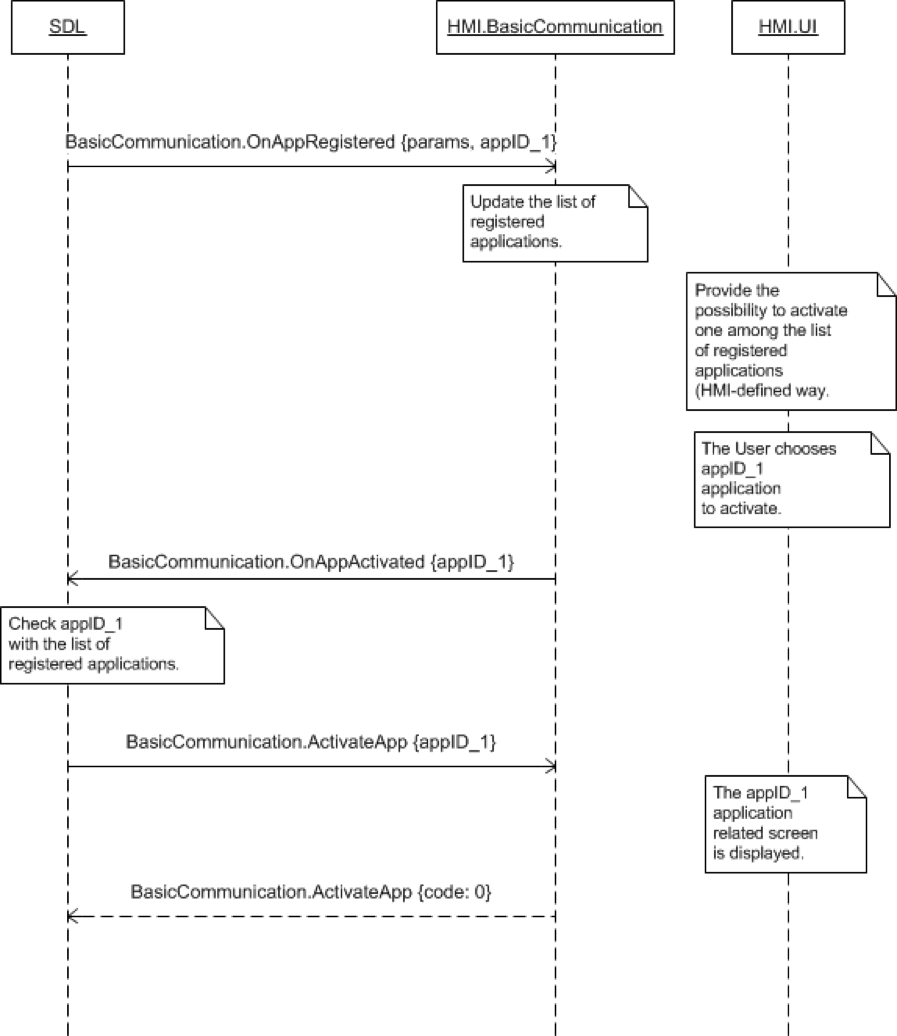 SDL
HMI.BasicCommunication
HMI.UI
BasicCommunication.OnAppRegistered {params, appID_1}
Update the list of
registered
applications.
Provide the
possibility to activate
one among the list
of registered
applications
(HMI-defined way.
The User chooses
appID_1
application
to activate.
BasicCommunication.OnAppActivated {appID_1}
Check appID_1
with the list of
registered applications.
BasicCommunication.ActivateApp {appID_1}
The appID_1
application
related screen
is displayed.
BasicCommunication.ActivateApp {code: 0}